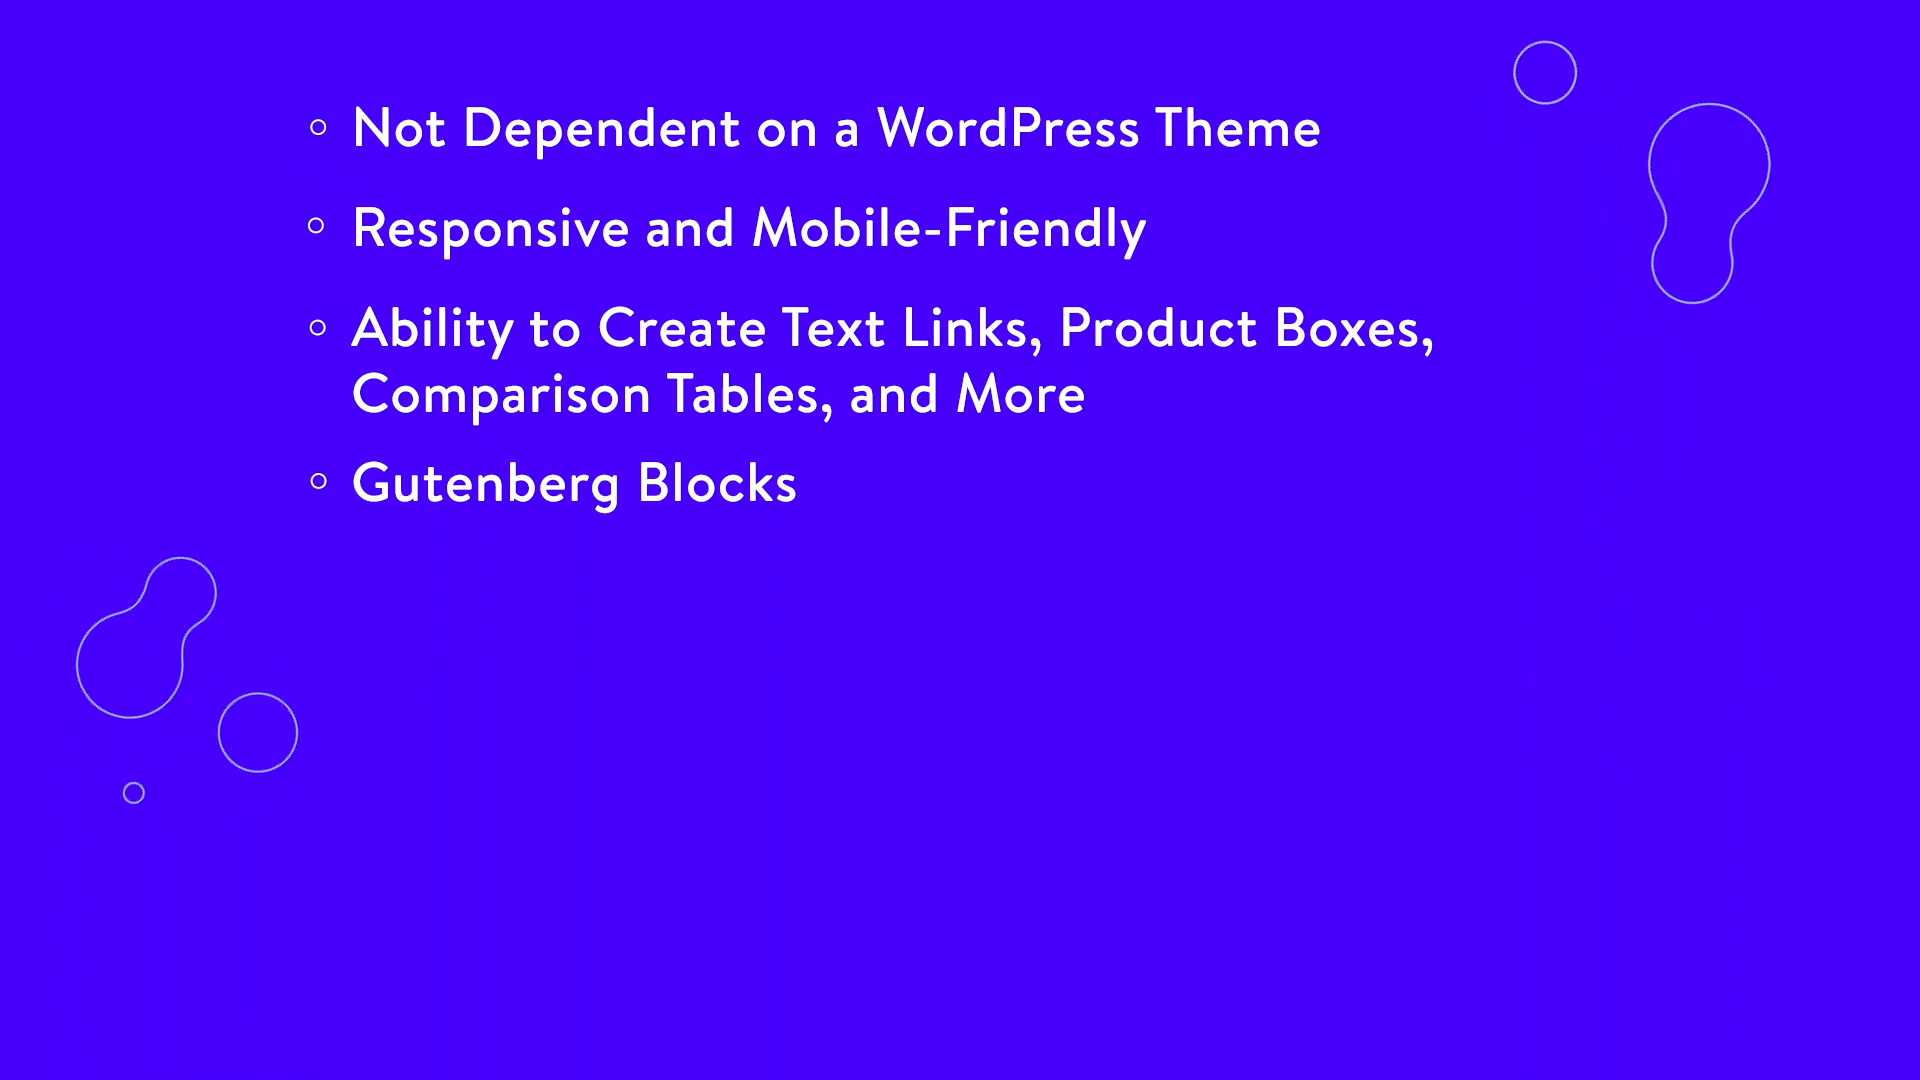 Not Dependent on a WordPress Theme
Responsive and Mobile-Friendly
Ability to Create Text Links, Product Boxes,
Comparison Tables, and More
Gutenberg Blocks